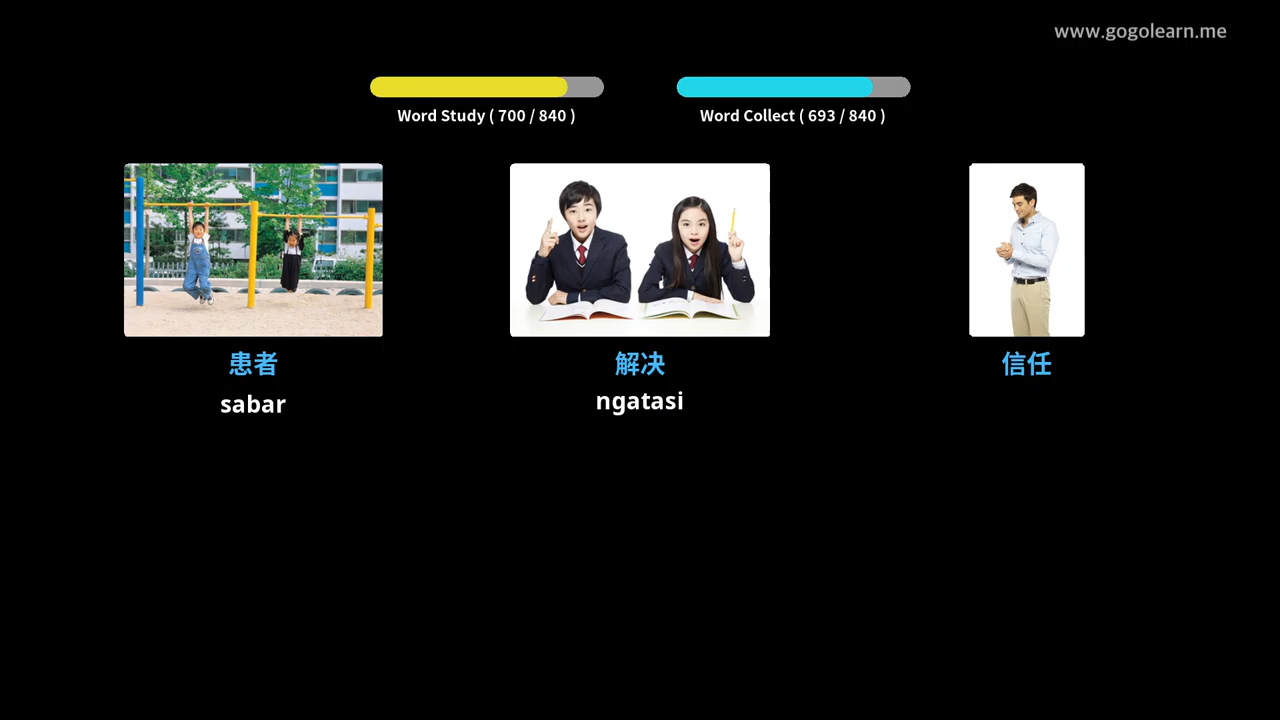 www.gogolearn.me
Word Study ( 700 / 840 )
Word Collect ( 693 / 840 )
患者
解决
信任
sabar
ngatasi